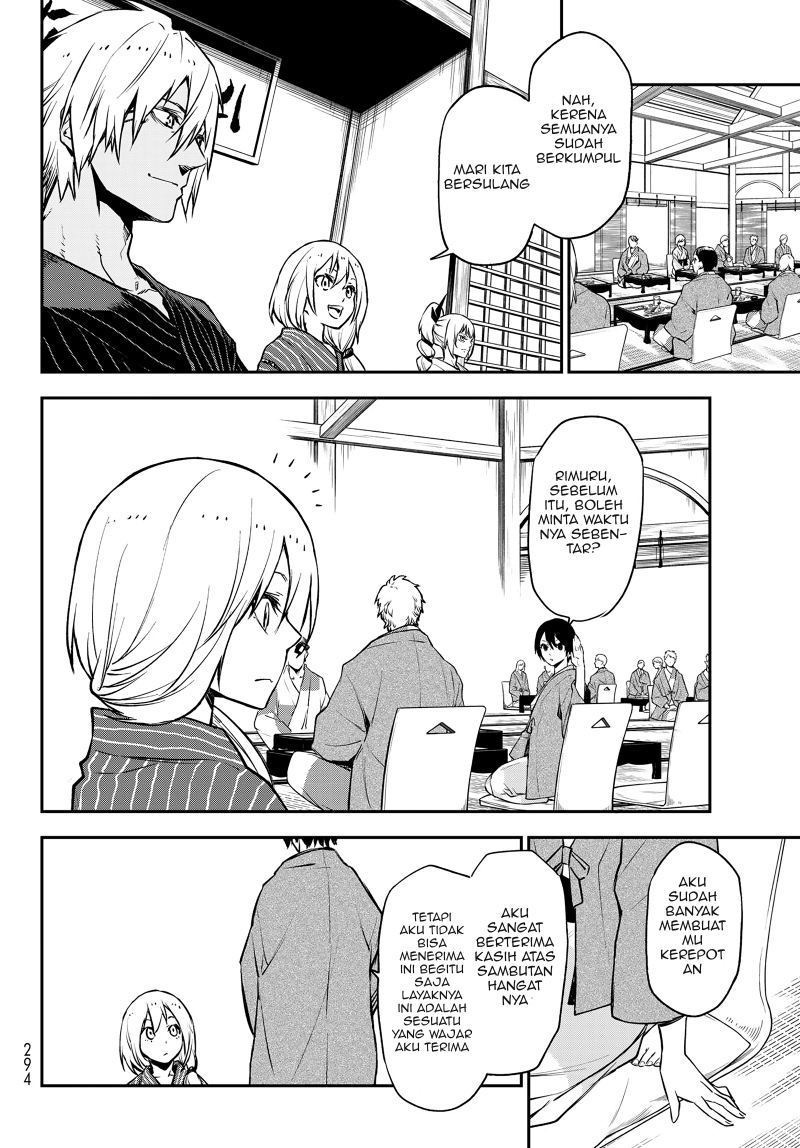 NAH,
KERENA
SEMUANYA
SUDAH
BERKUMPUL
MARI KITA
BERSULANG
RIMURU,
SEBELUM
ITU, BOLEH
MINTA WAKTU
NYA SEBEN-
TAR?
AKU
SUDAH
BANYAK
MEMBUAT
MU
KEREPOT
AN
AKU
SANGAT
BERTERIMA
KASIH ATAS
SAMBUTAN
HANGAT
NYA
TETAPI
AKU TIDAK
BISA
MENERIMA
INI BEGITU
SAJA
LAYAKNYA
INI ADALAH
SESUATU
YANG WAJAR
AKU TERIMA
294